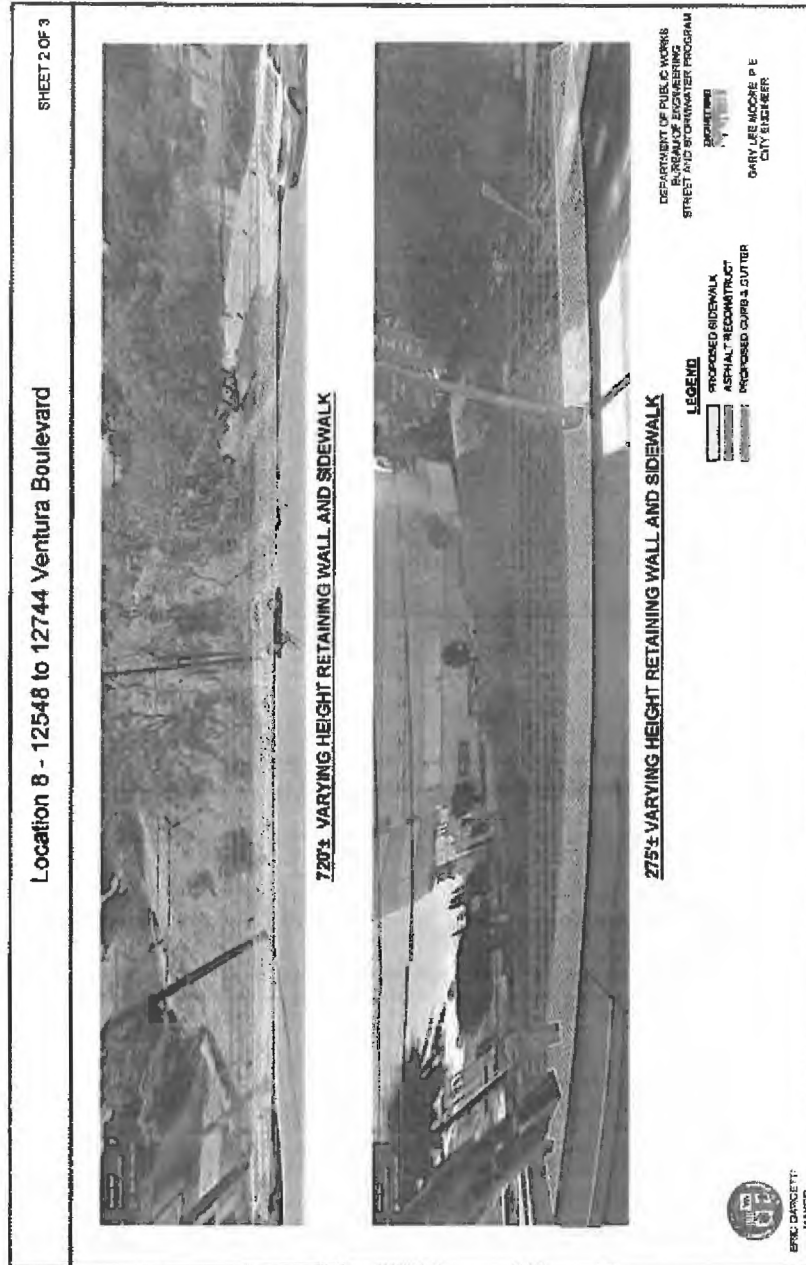 Location 8 - 12548 to 12744 Ventura Boulevard
SHEET 2 OF 3
720'± VARYING HEIGHT RETAINING WALL AND SIDEWALK
275'± VARYING HEIGHT RETAINING WALL AND SIDEWALK
LEGEND
PROPOSED SIDEWALK
ASPHALT RECONSTRUCT
PROPOSED CURB & GUTTER
DEPARTMENT OF PUBLIC WORKS
BUREAU OF ENGINEERING
STREET AND STORMWATER PROGRAM
ENGINEERING
GARY LEE MOORE P E
CITY ENGINEER
ERIC GARCETTI
MAYOR